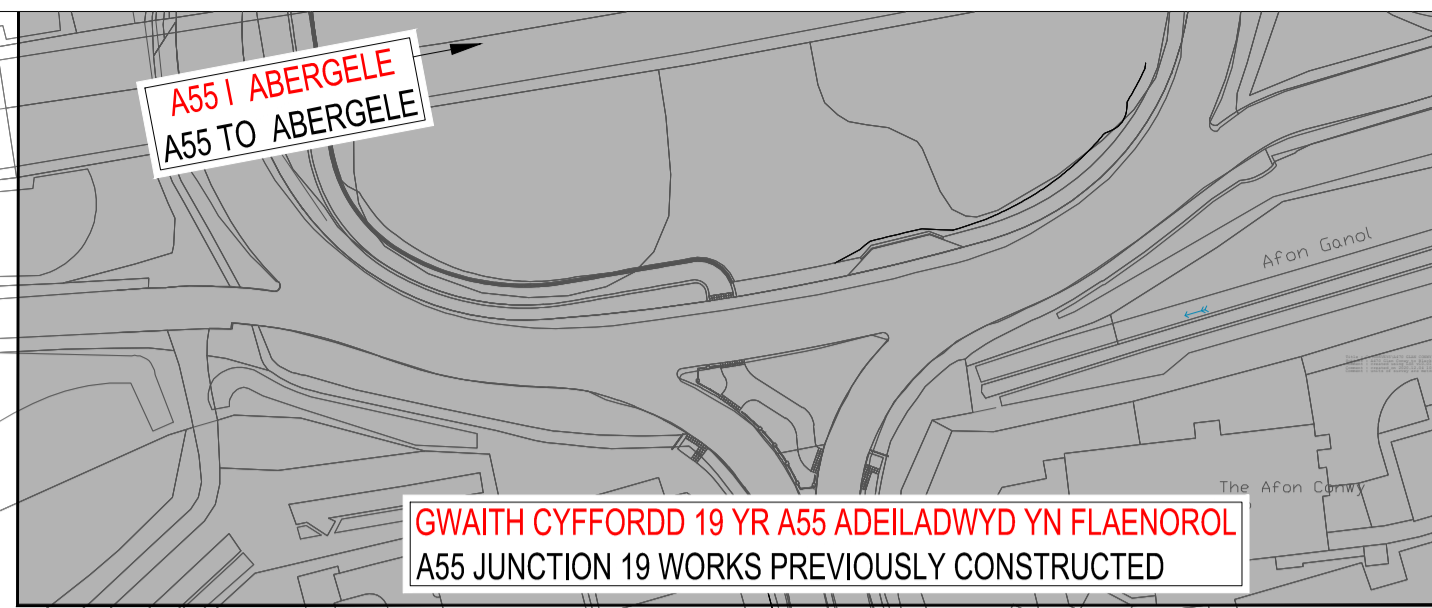 A55 I ABERGELE
A55 TO ABERGELE
Afon Ganol
The Afon Conwy
GWAITH CYFFORDD 19 YR A55 ADEILADWYD YN FLAENOROL
A55 JUNCTION 19 WORKS PREVIOUSLY CONSTRUCTED